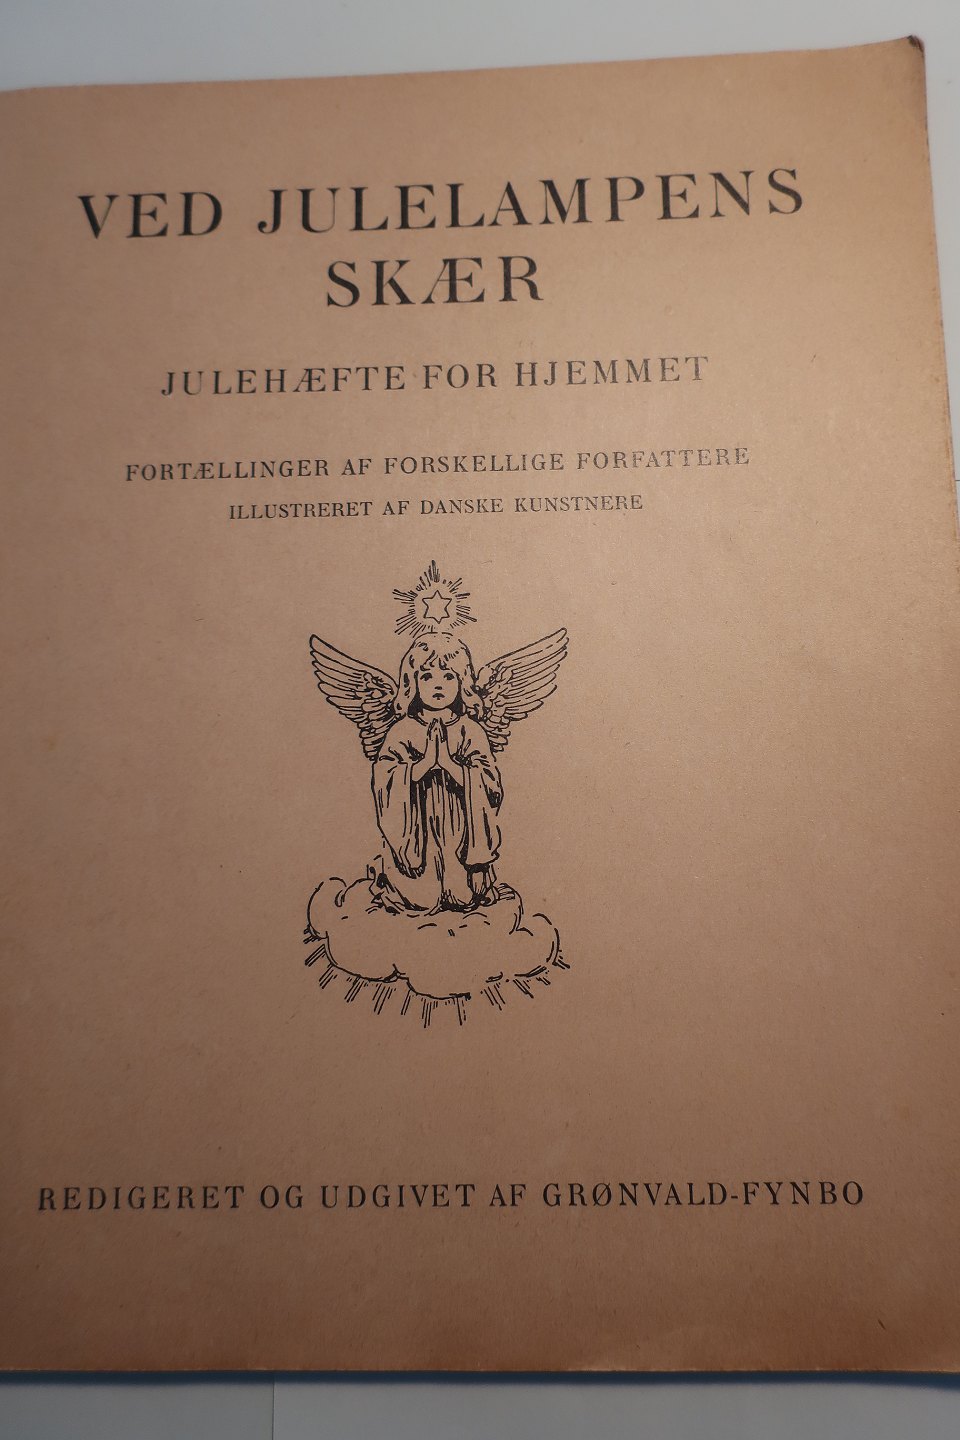 VED JULELAMPENS
SKÆR
JULEHÆFTE FOR HJEMMET
FORTÆLLINGER AF FORSKELLIGE FORFATTERE
ILLUSTRERET AF DANSKE KUNSTNERE
REDIGERET OG UDGIVET AF GRØNVALD-FYNBO